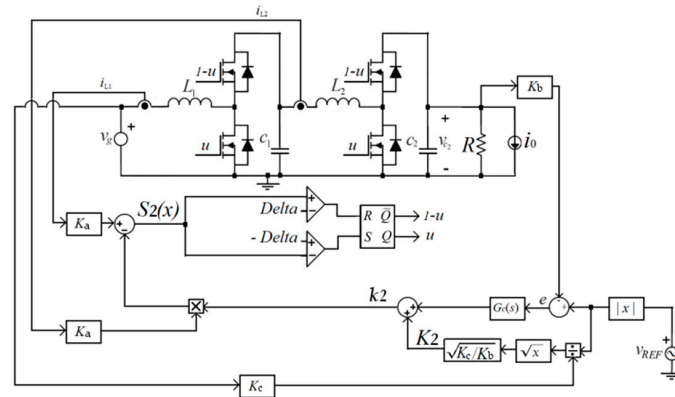 i_L2
1-u
1-u
i_L1
L_1
L_2
K_b
v_g
+
u
c_1
u
c_2
+
v_c2
-
R
i_0
K_a
+
-
S2(x)
Delta
+
-
- Delta
+
-
R Q̄
S Q
1-u
u
K_a
×
k2
+
+
G_c(s)
e
-
+
|x|
K_2
√K_c/K_b
√x
÷
v_REF
+
K_c